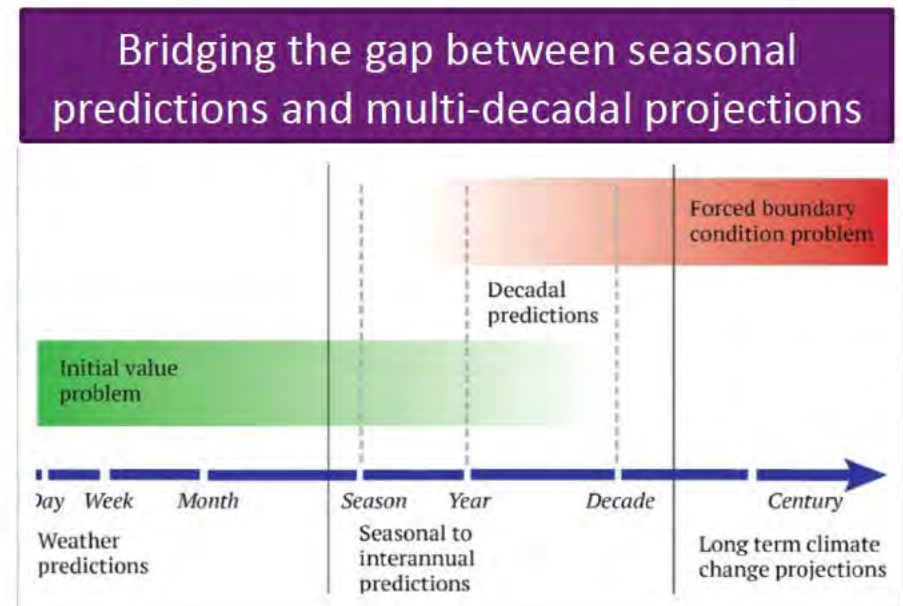 Bridging the gap between seasonal
predictions and multi-decadal projections
Forced boundary
condition problem
Decadal
predictions
Initial value
problem
Day Week Month Season Year Decade Century
Weather
predictions
Seasonal to
interannual
predictions
Long term climate
change projections